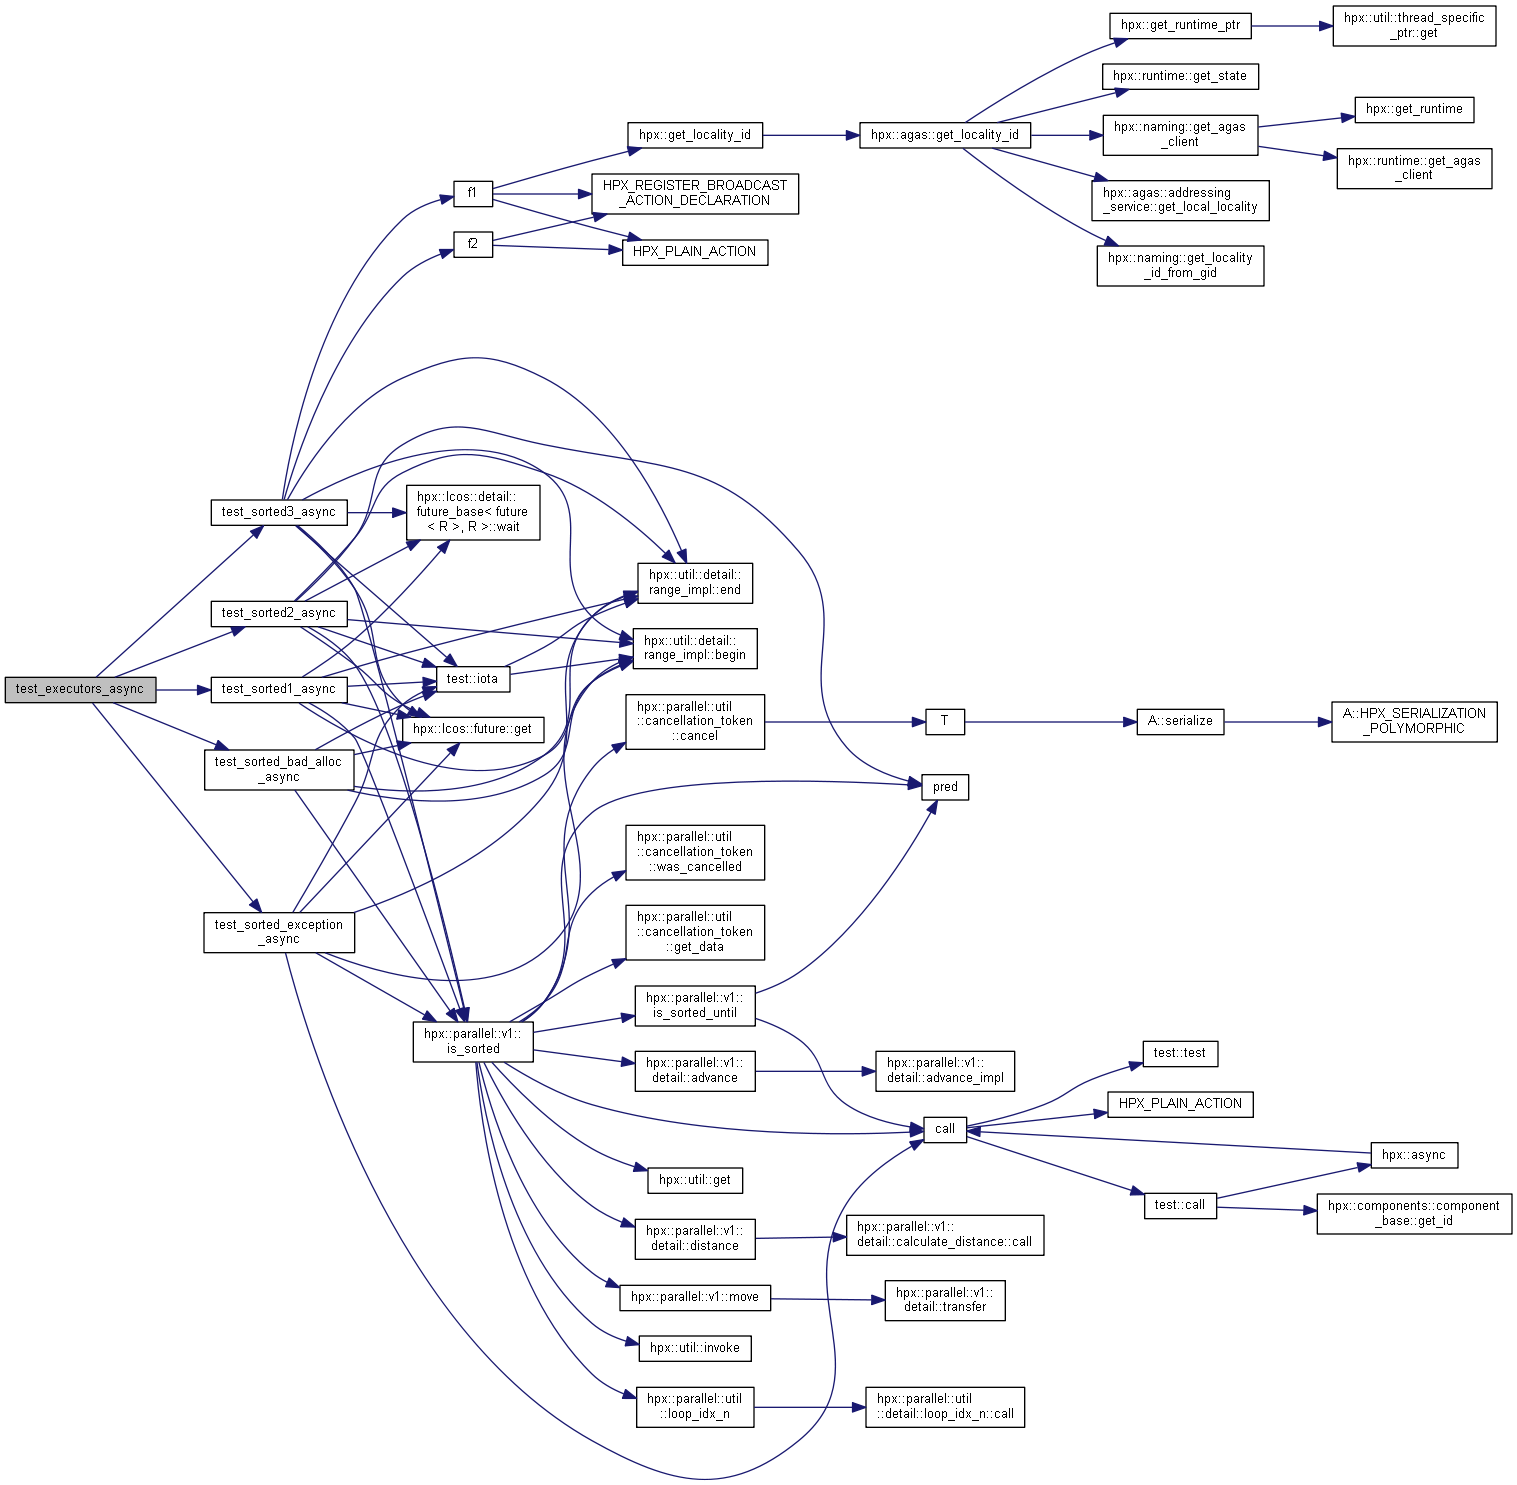 test_executors_async
test_sorted3_async
test_sorted2_async
test_sorted1_async
test_sorted_bad_alloc
_async
test_sorted_exception
_async
f1
f2
hpx::lcos::detail::
future_base< future
< R >, R >::wait
test::iota
hpx::lcos::future::get
hpx::parallel::v1::
is_sorted
hpx::get_locality_id
HPX_REGISTER_BROADCAST
_ACTION_DECLARATION
HPX_PLAIN_ACTION
hpx::util::detail::
range_impl::end
hpx::util::detail::
range_impl::begin
hpx::parallel::util
::cancellation_token
::cancel
hpx::parallel::util
::cancellation_token
::was_cancelled
hpx::parallel::util
::cancellation_token
::get_data
hpx::parallel::v1::
is_sorted_until
hpx::parallel::v1::
detail::advance
hpx::util::get
hpx::parallel::v1::
detail::distance
hpx::parallel::v1::move
hpx::util::invoke
hpx::parallel::util
::loop_idx_n
hpx::agas::get_locality_id
T
pred
hpx::parallel::v1::
detail::advance_impl
call
hpx::parallel::v1::
detail::calculate_distance::call
hpx::parallel::v1::
detail::transfer
hpx::parallel::util
::detail::loop_idx_n::call
hpx::get_runtime_ptr
hpx::runtime::get_state
hpx::naming::get_agas
_client
hpx::agas::addressing
_service::get_local_locality
hpx::naming::get_locality
_id_from_gid
A::serialize
test::test
HPX_PLAIN_ACTION
test::call
hpx::util::thread_specific
_ptr::get
hpx::get_runtime
hpx::runtime::get_agas
_client
A::HPX_SERIALIZATION
_POLYMORPHIC
hpx::async
hpx::components::component
_base::get_id